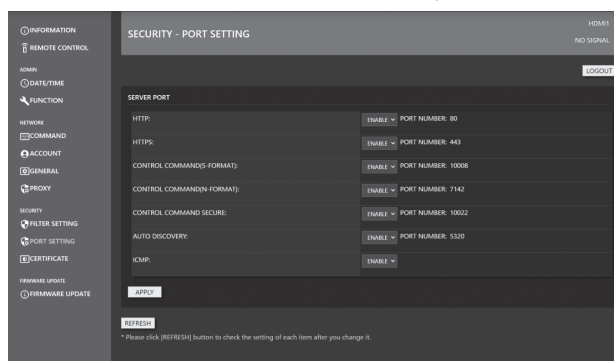 HDMI1
SECURITY - PORT SETTING
NO SIGNAL
INFORMATION
REMOTE CONTROL
ADMIN
DATE/TIME
FUNCTION
NETWORK
COMMAND
ACCOUNT
GENERAL
PROXY
SECURITY
FILTER SETTING
PORT SETTING
CERTIFICATE
FIRMWARE UPDATE
FIRMWARE UPDATE
LOGOUT
SERVER PORT
HTTP: ENABLE PORT NUMBER: 80
HTTPS: ENABLE PORT NUMBER: 443
CONTROL COMMAND(S-FORMAT): ENABLE PORT NUMBER: 10008
CONTROL COMMAND(N-FORMAT): ENABLE PORT NUMBER: 7142
CONTROL COMMAND SECURE: ENABLE PORT NUMBER: 10022
AUTO DISCOVERY: ENABLE PORT NUMBER: 5320
ICMP: ENABLE
APPLY
REFRESH
* Please click [REFRESH] button to check the setting of each item after you change it.